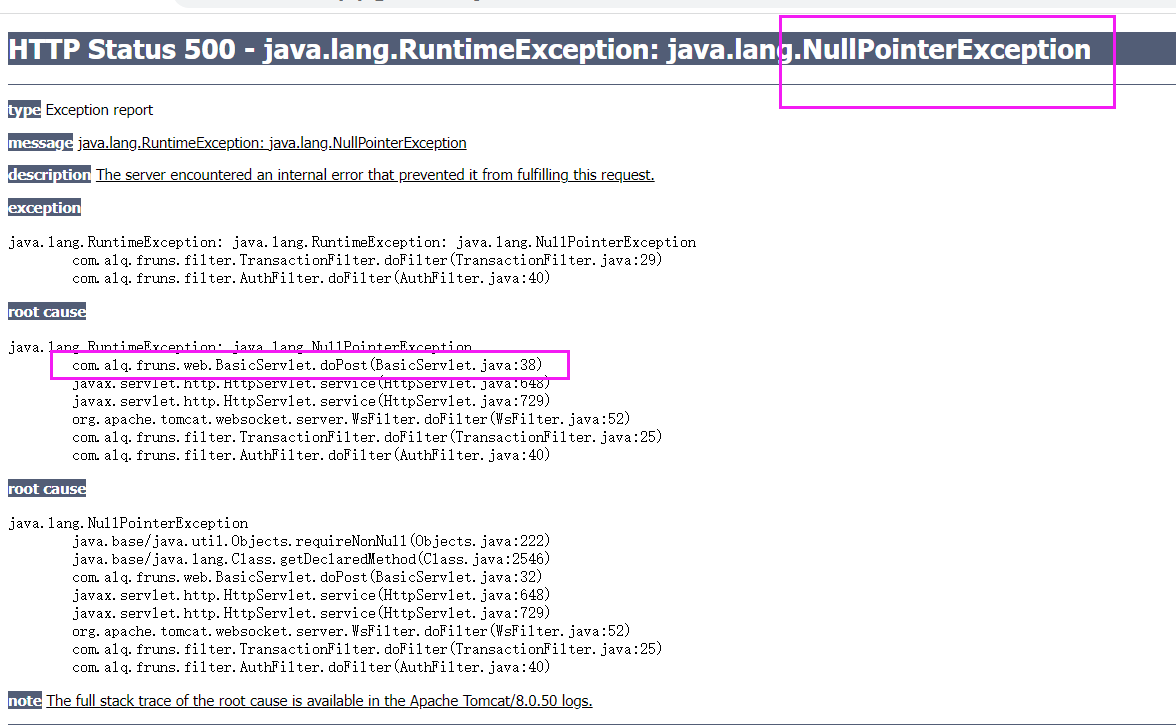 HTTP Status 500 - java.lang.RuntimeException: java.lang.NullPointerException
type Exception report
message java.lang.RuntimeException: java.lang.NullPointerException
description The server encountered an internal error that prevented it from fulfilling this request.
exception
java.lang.RuntimeException: java.lang.RuntimeException: java.lang.NullPointerException
com.alq.fruns.filter.TransactionFilter.doFilter(TransactionFilter.java:29)
com.alq.fruns.filter.AuthFilter.doFilter(AuthFilter.java:40)
root cause
java.lang.RuntimeException: java.lang.NullPointerException
com.alq.fruns.web.BasicServlet.doPost(BasicServlet.java:38)
javax.servlet.http.HttpServlet.service(HttpServlet.java:648)
javax.servlet.http.HttpServlet.service(HttpServlet.java:729)
org.apache.tomcat.websocket.server.WsFilter.doFilter(WsFilter.java:52)
com.alq.fruns.filter.TransactionFilter.doFilter(TransactionFilter.java:25)
com.alq.fruns.filter.AuthFilter.doFilter(AuthFilter.java:40)
root cause
java.lang.NullPointerException
java.base/java.util.Objects.requireNonNull(Objects.java:222)
java.base/java.lang.Class.getDeclaredMethod(Class.java:2546)
com.alq.fruns.web.BasicServlet.doPost(BasicServlet.java:32)
javax.servlet.http.HttpServlet.service(HttpServlet.java:648)
javax.servlet.http.HttpServlet.service(HttpServlet.java:729)
org.apache.tomcat.websocket.server.WsFilter.doFilter(WsFilter.java:52)
com.alq.fruns.filter.TransactionFilter.doFilter(TransactionFilter.java:25)
com.alq.fruns.filter.AuthFilter.doFilter(AuthFilter.java:40)
note The full stack trace of the root cause is available in the Apache Tomcat/8.0.50 logs.